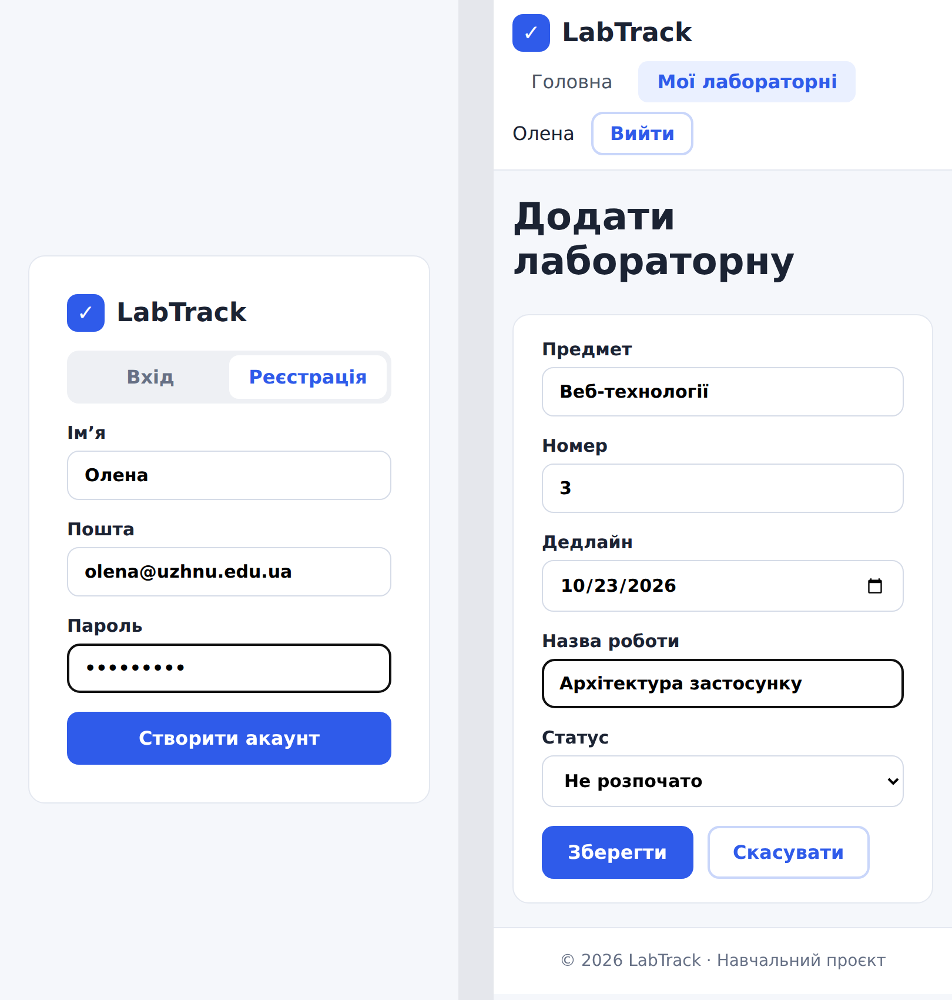 ✓ LabTrack
Вхід Реєстрація
Ім’я
Олена
Пошта
olena@uzhnu.edu.ua
Пароль
•••••••••
Створити акаунт
✓ LabTrack
Головна Мої лабораторні
Олена Вийти
Додати
лабораторну
Предмет
Веб-технології
Номер
3
Дедлайн
10/23/2026
Назва роботи
Архітектура застосунку
Статус
Не розпочато
Зберегти Скасувати
© 2026 LabTrack · Навчальний проєкт